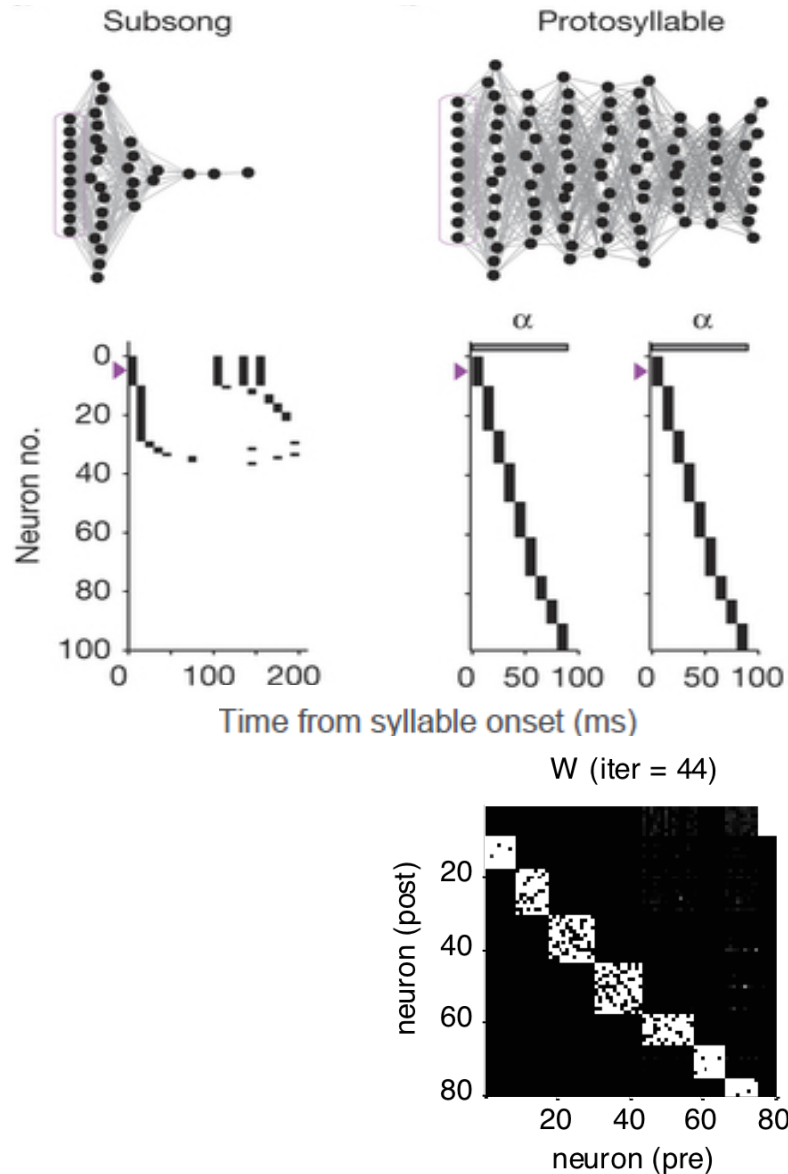 Subsong
Protosyllable
α
α
Neuron no.
0
20
40
60
80
100
0 100 200
0 50 100
0 50 100
Time from syllable onset (ms)
W (iter = 44)
neuron (post)
20
40
60
80
20 40 60 80
neuron (pre)